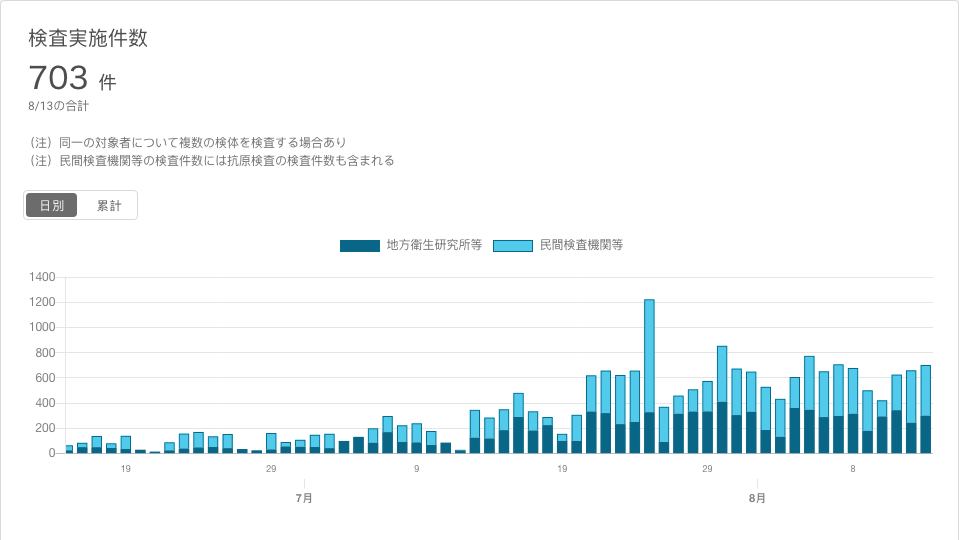 検査実施件数
703 件
8/13の合計
（注）同一の対象者について複数の検体を検査する場合あり
（注）民間検査機関等の検査件数には抗原検査の検査件数も含まれる
日別 累計
地方衛生研究所等 民間検査機関等
1400
1200
1000
800
600
400
200
0
19 29 9 19 29 8
7月 8月